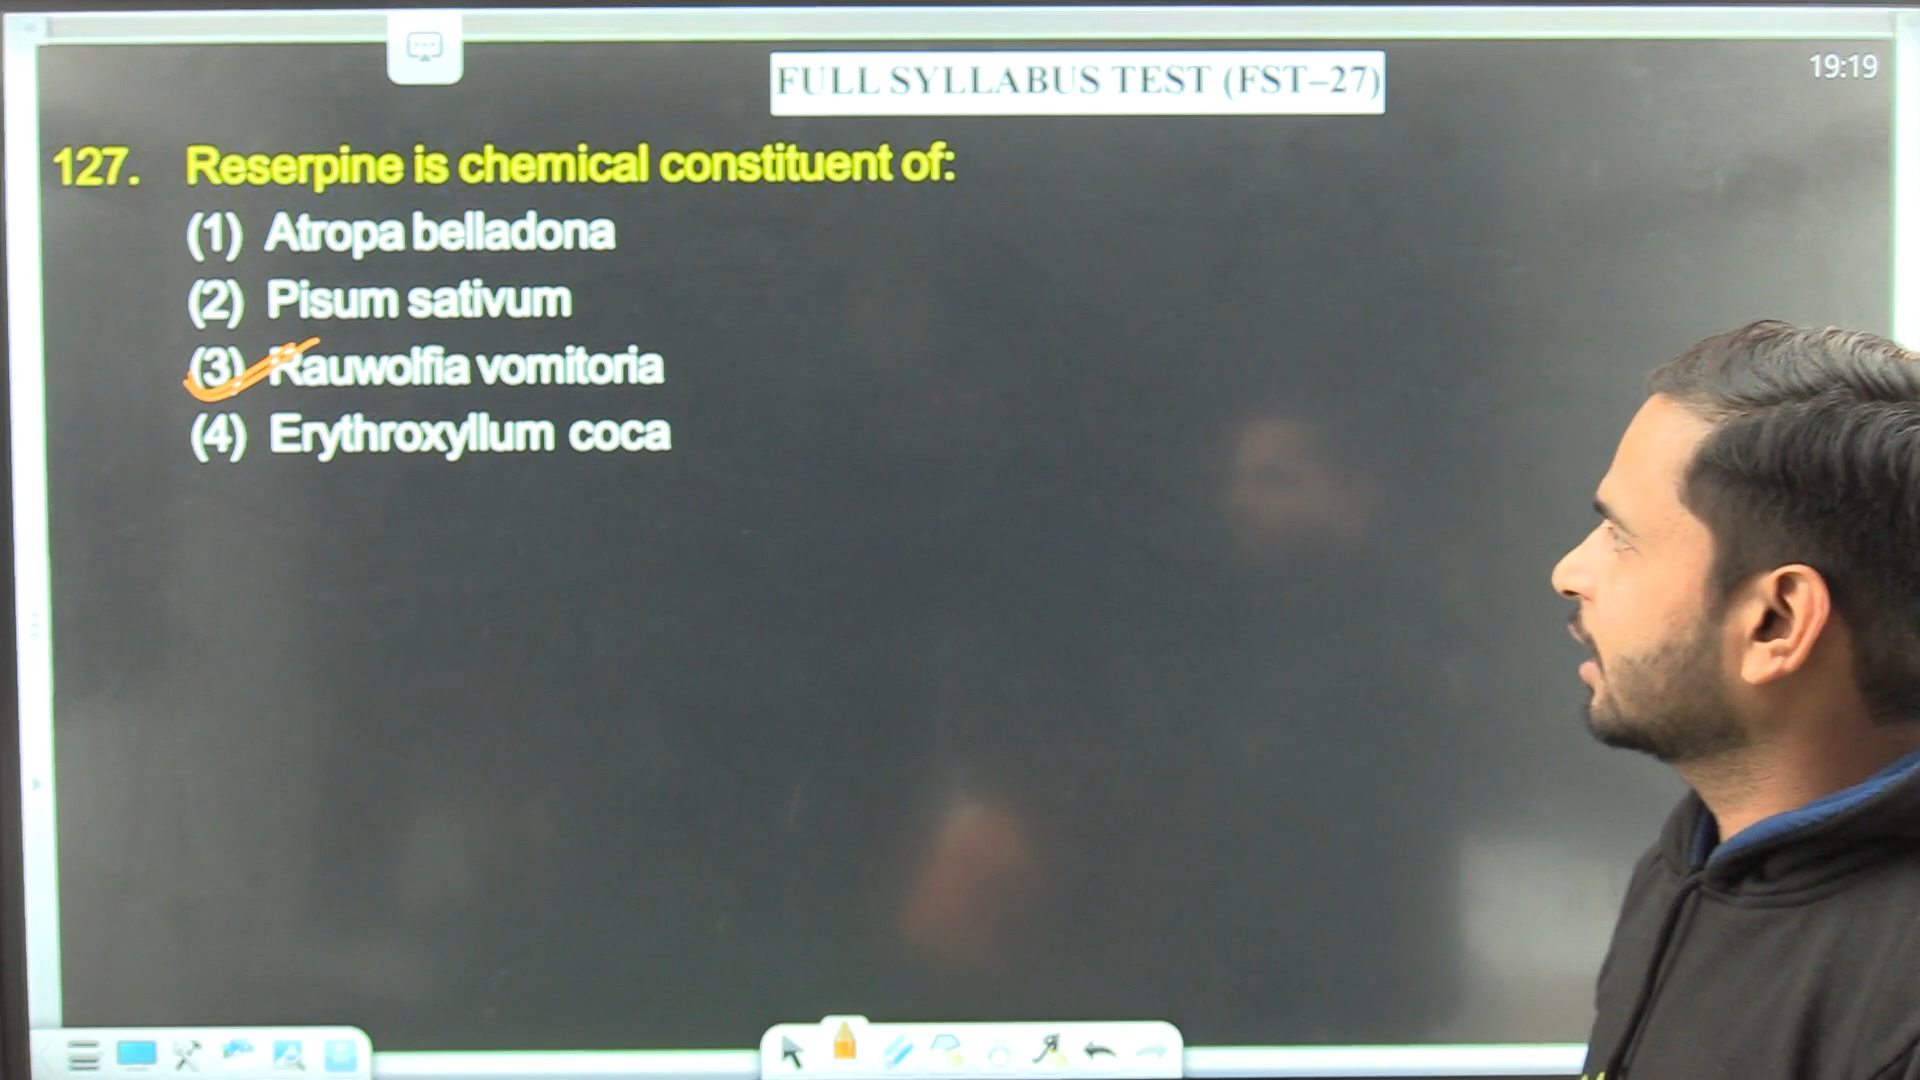 FULL SYLLABUS TEST (FST–27)
19:19
127. Reserpine is chemical constituent of:
(1) Atropa belladona
(2) Pisum sativum
(3) Rauwolfia vomitoria
(4) Erythroxyllum coca